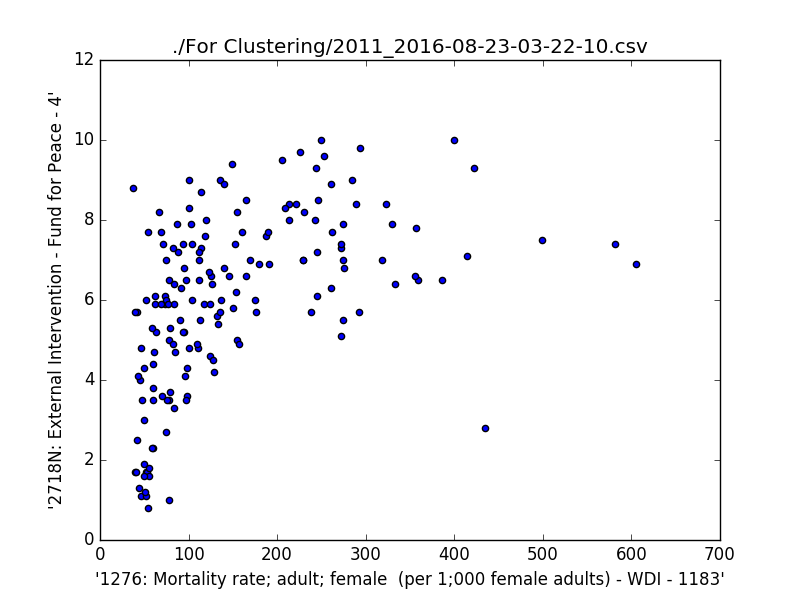 ./For Clustering/2011_2016-08-23-03-22-10.csv
'2718N: External Intervention - Fund for Peace - 4'
12
10
8
6
4
2
0
0 100 200 300 400 500 600 700
'1276: Mortality rate; adult; female  (per 1;000 female adults) - WDI - 1183'